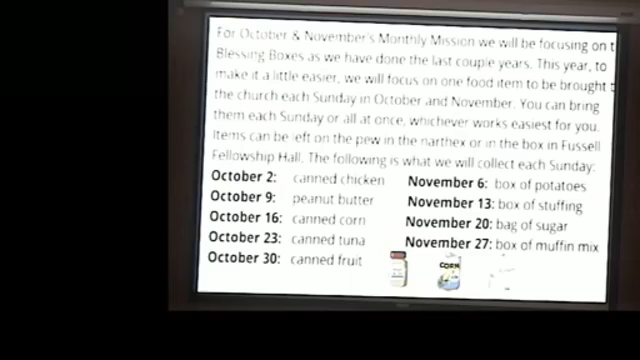 For October & November's Monthly Mission we will be focusing on t
Blessing Boxes as we have done the last couple years. This year, to
make it a little easier, we will focus on one food item to be brought t
the church each Sunday in October and November. You can bring
them each Sunday or all at once, whichever works easiest for you.
Items can be left on the pew in the narthex or in the box in Fussell
Fellowship Hall. The following is what we will collect each Sunday:
October 2: canned chicken
October 9: peanut butter
October 16: canned corn
October 23: canned tuna
October 30: canned fruit
November 6: box of potatoes
November 13: box of stuffing
November 20: bag of sugar
November 27: box of muffin mix
CORN